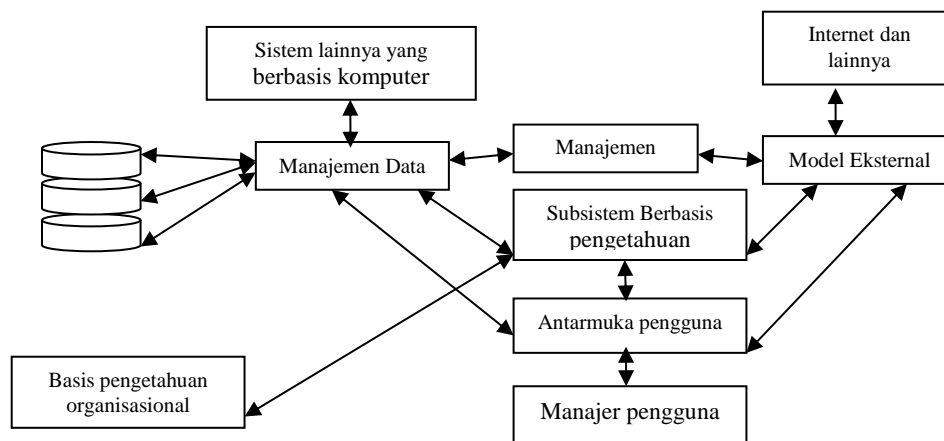 Sistem lainnya yang
berbasis komputer
Internet dan
lainnya
Manajemen Data
Manajemen
Model Eksternal
Subsistem Berbasis
pengetahuan
Antarmuka pengguna
Basis pengetahuan
organisasional
Manajer pengguna